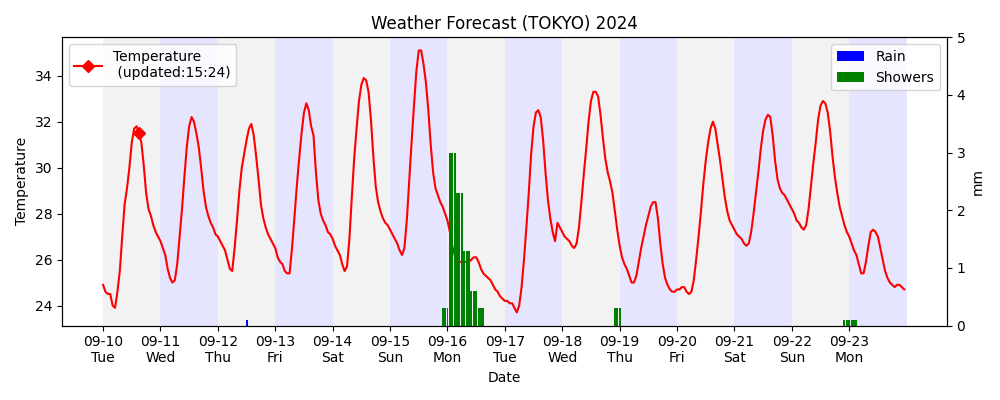 Weather Forecast (TOKYO) 2024
Temperature
(updated:15:24)
Rain
Showers
Temperature
34
32
30
28
26
24
5
4
3
2
1
0
mm
09-10 09-11 09-12 09-13 09-14 09-15 09-16 09-17 09-18 09-19 09-20 09-21 09-22 09-23
Tue Wed Thu Fri Sat Sun Mon Tue Wed Thu Fri Sat Sun Mon
Date